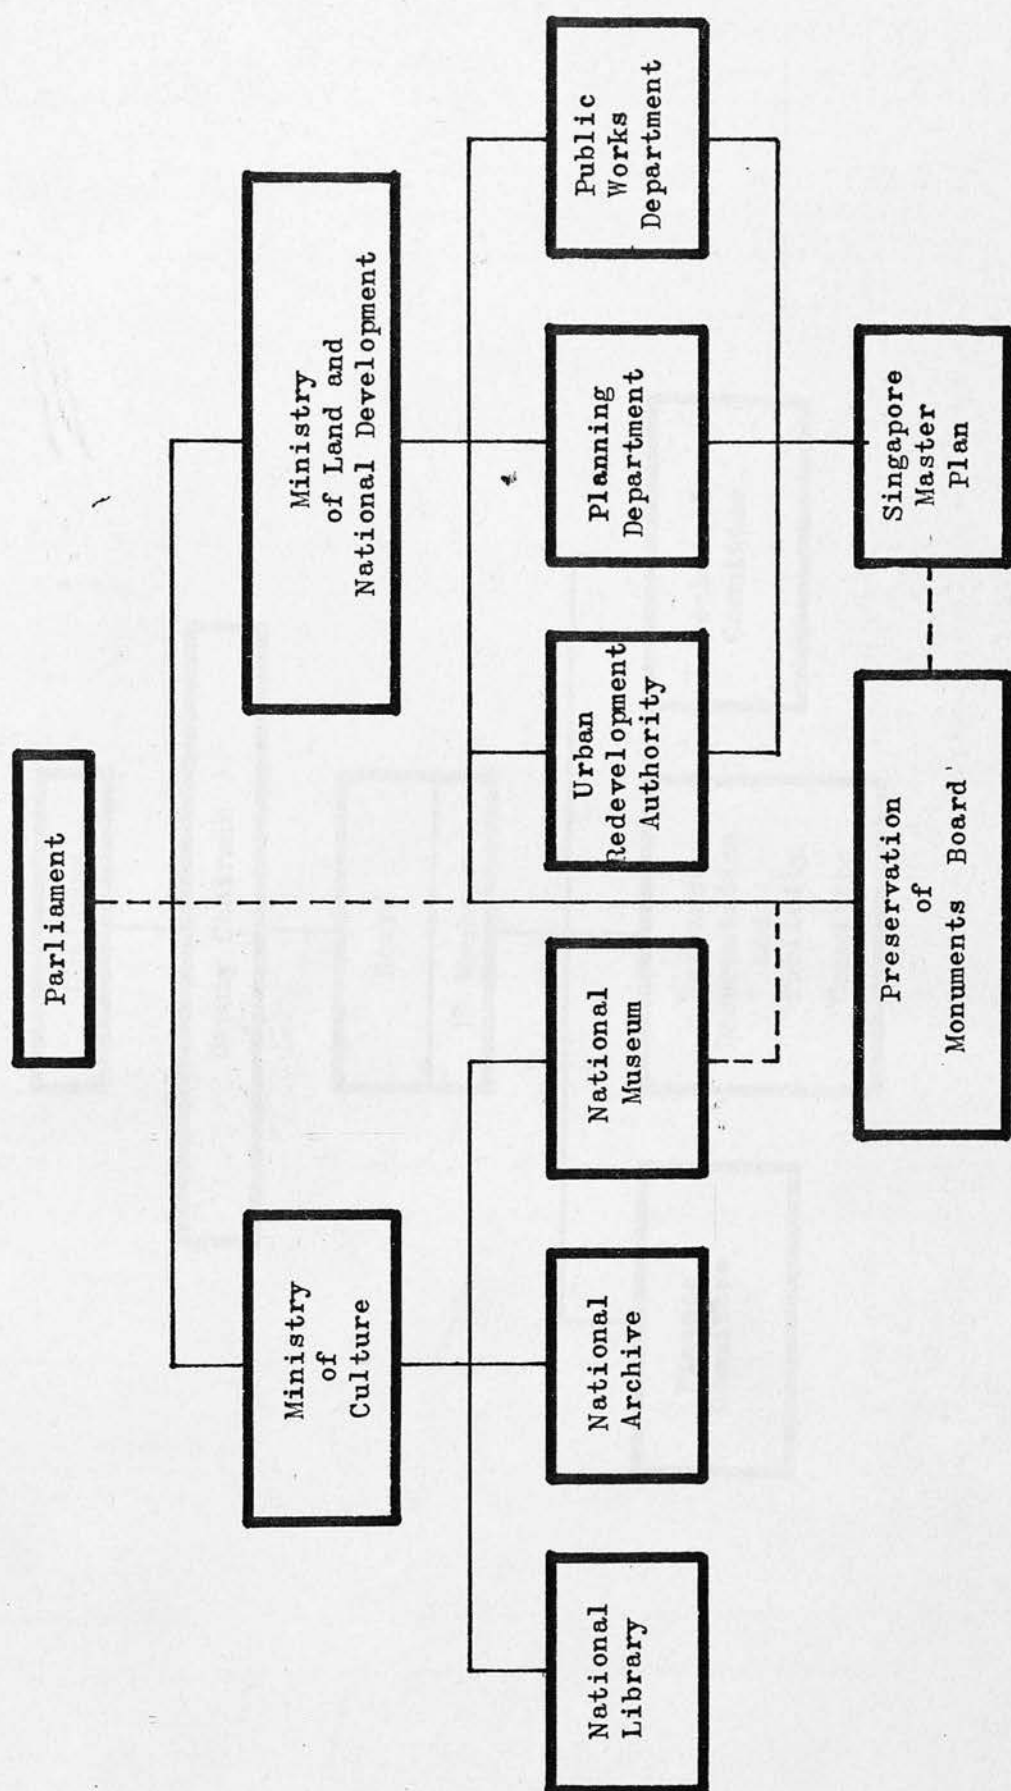 Parliament
Ministry
of
Culture
Ministry
of Land and
National Development
National
Library
National
Archive
National
Museum
Urban
Redevelopment
Authority
Planning
Department
Public
Works
Department
Preservation
of
Monuments Board
Singapore
Master
Plan